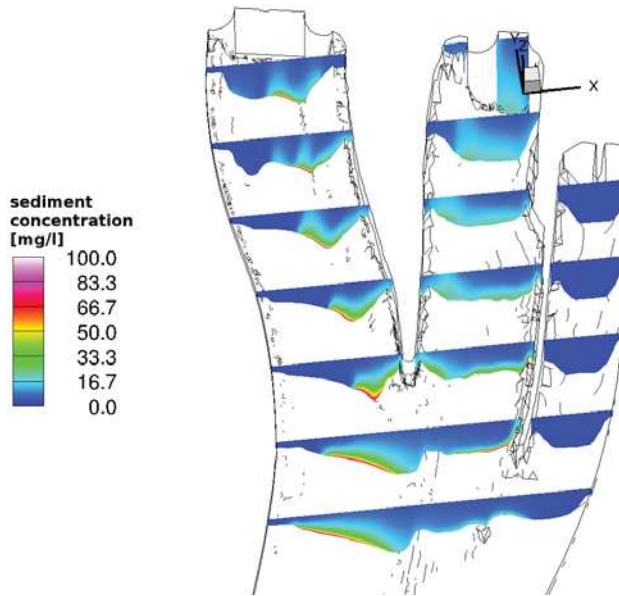 Y
Z
X
sediment
concentration
[mg/l]
100.0
83.3
66.7
50.0
33.3
16.7
0.0